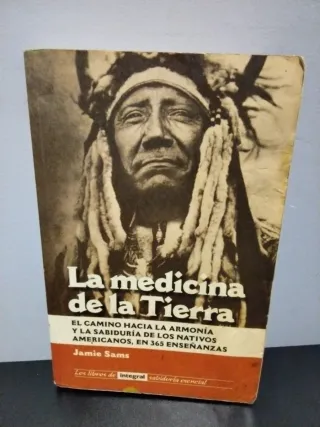 La medicina
de la Tierra
EL CAMINO HACIA LA ARMONÍA
Y LA SABIDURÍA DE LOS NATIVOS
AMERICANOS, EN 365 ENSEÑANZAS
Jamie Sams
Los libros de integral sabiduría esencial